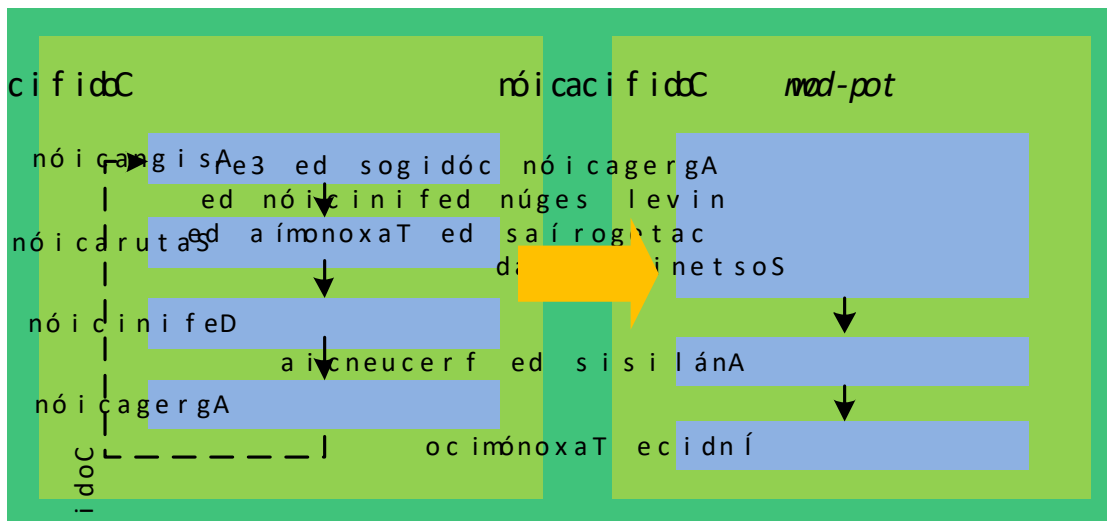 cifidoC
nóicacifidoC nwod-pot
nóicangisA
nóicarutaS
nóicinifeD
nóicagergA
idoC
re3 ed sogidóc nóicagergA
ed nóicinifed núges levin
ed aímonoxaT ed saírogetac
aicneucerf ed sisilánA
ocimónoxaT ecidnÍ